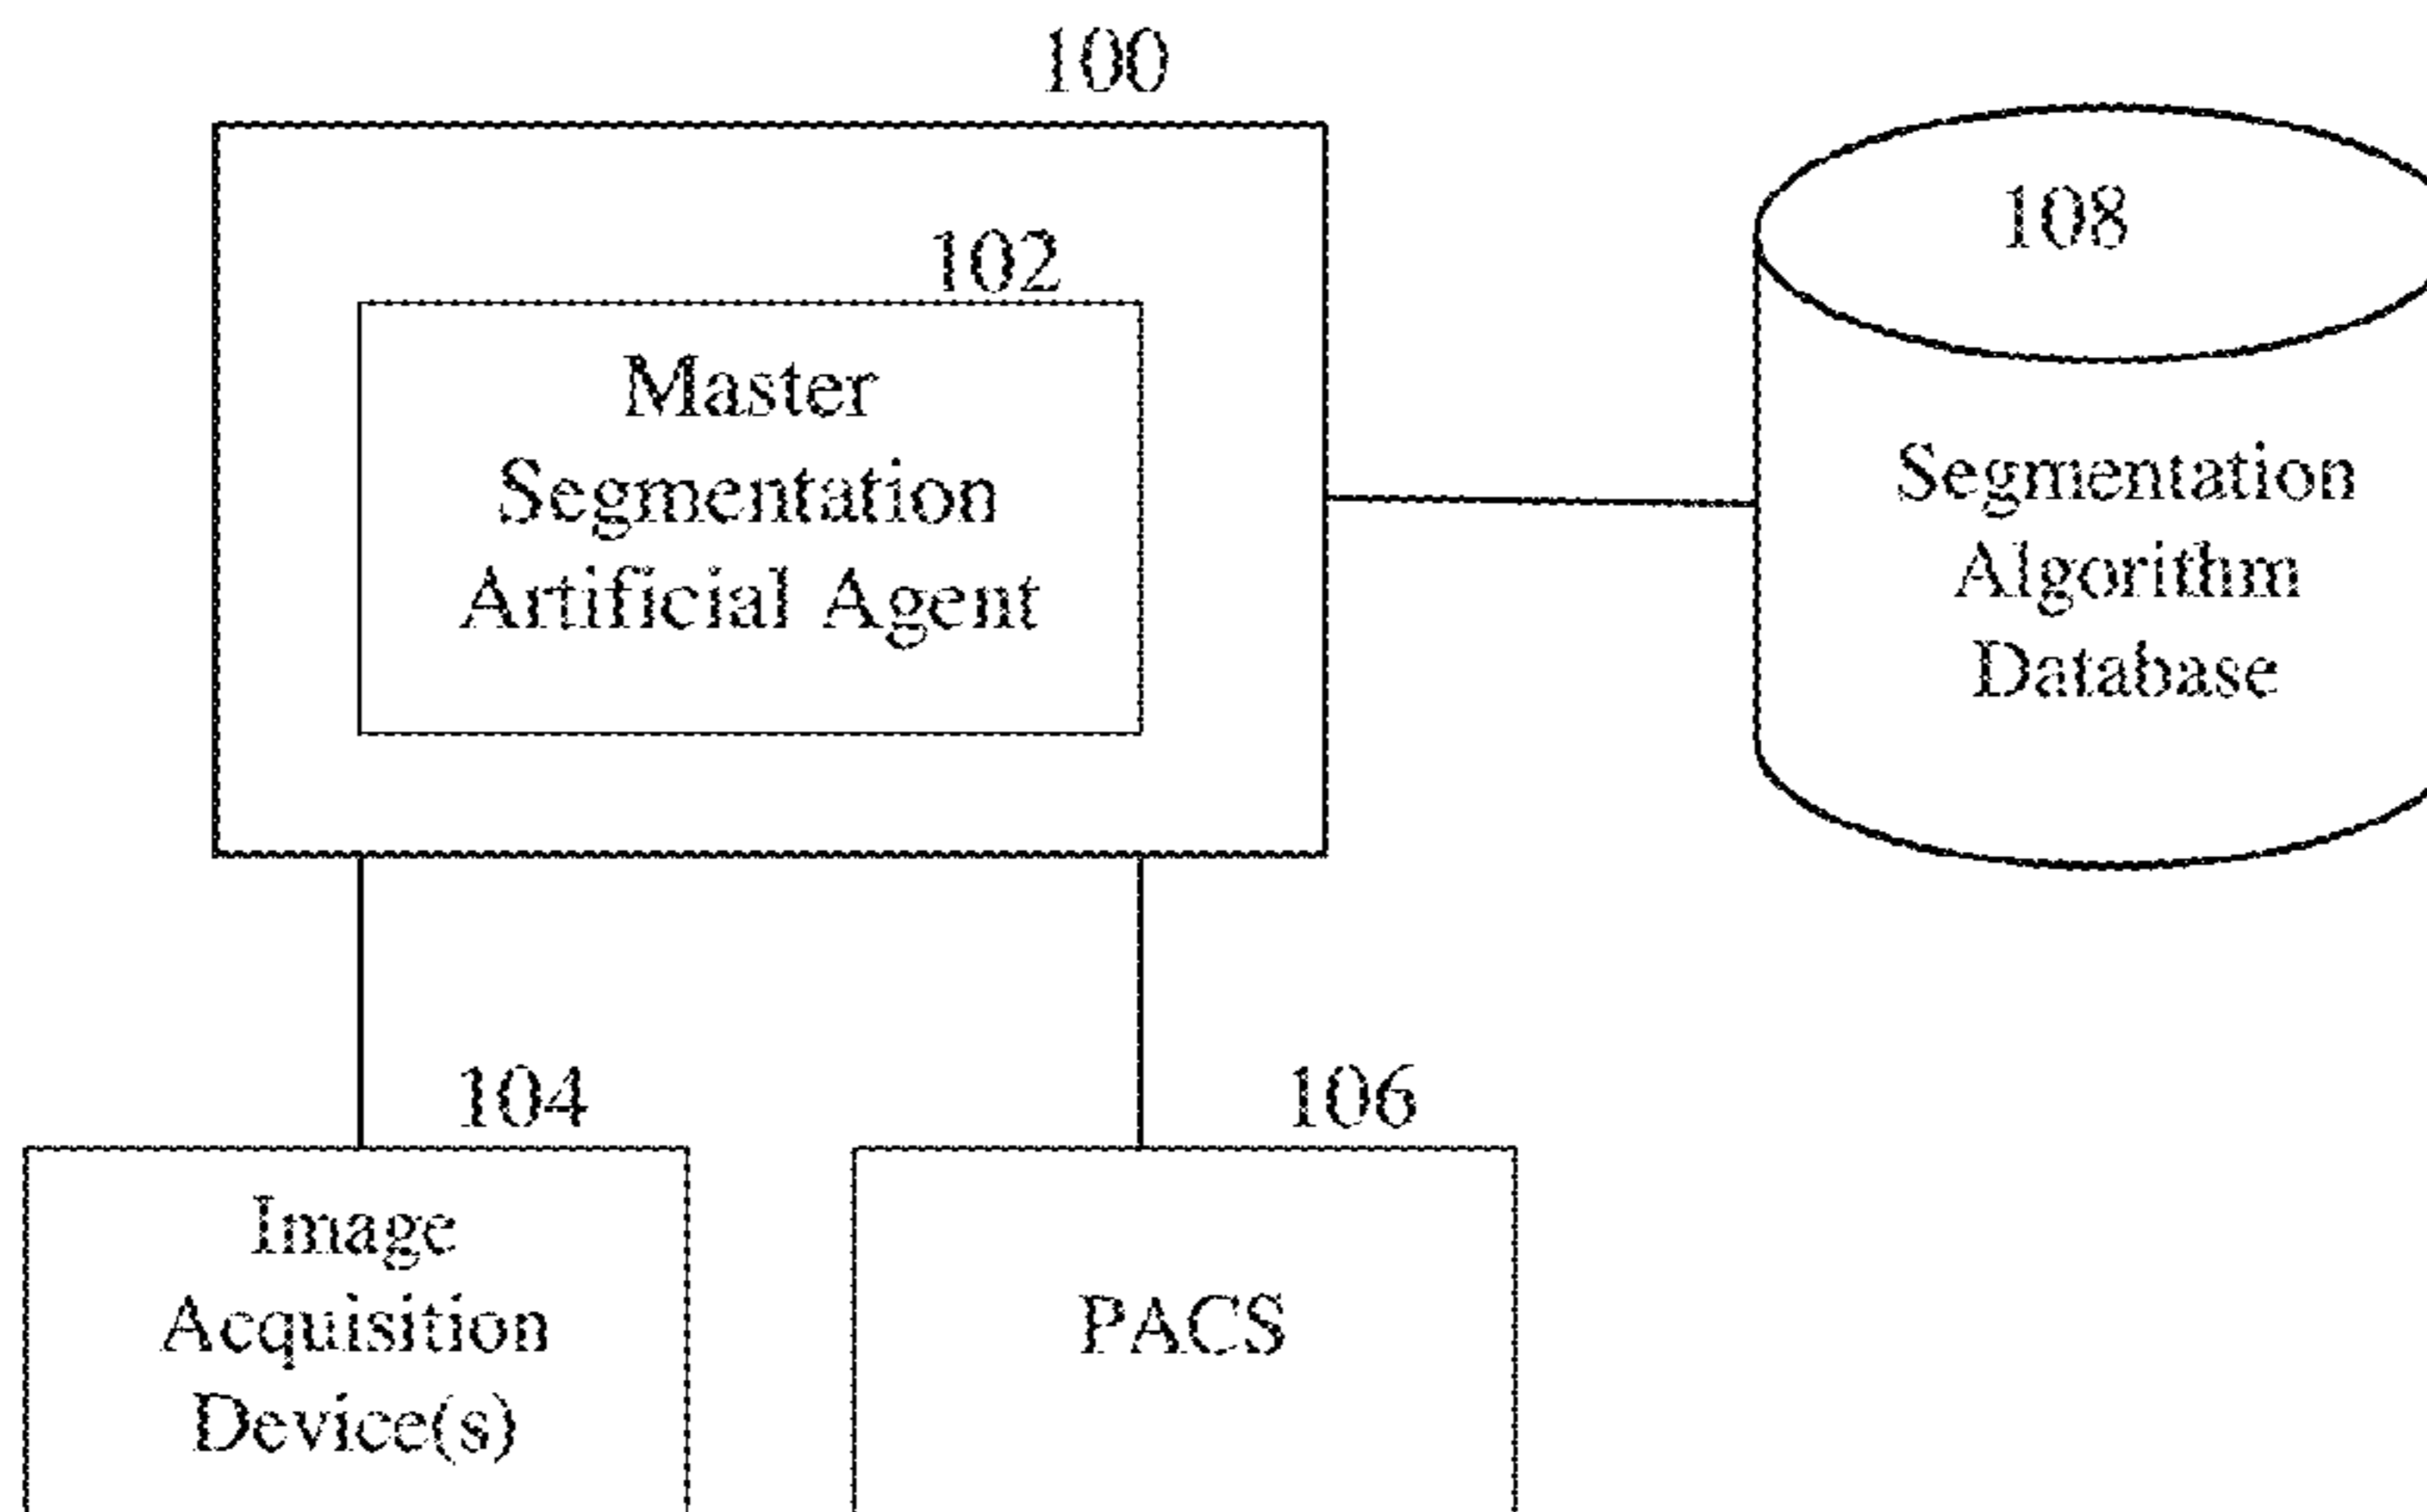 100
102
Master
Segmentation
Artificial Agent
108
Segmentation
Algorithm
Database
104
Image
Acquisition
Device(s)
106
PACS